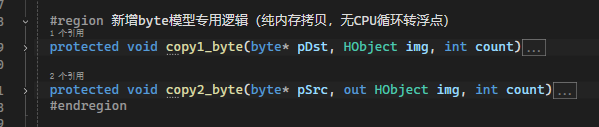 #region 新增byte模型专用逻辑（纯内存拷贝，无CPU循环转浮点）
1 个引用
protected void copy1_byte(byte* pDst, HObject img, int count)...
2 个引用
protected void copy2_byte(byte* pSrc, out HObject img, int count)...
#endregion